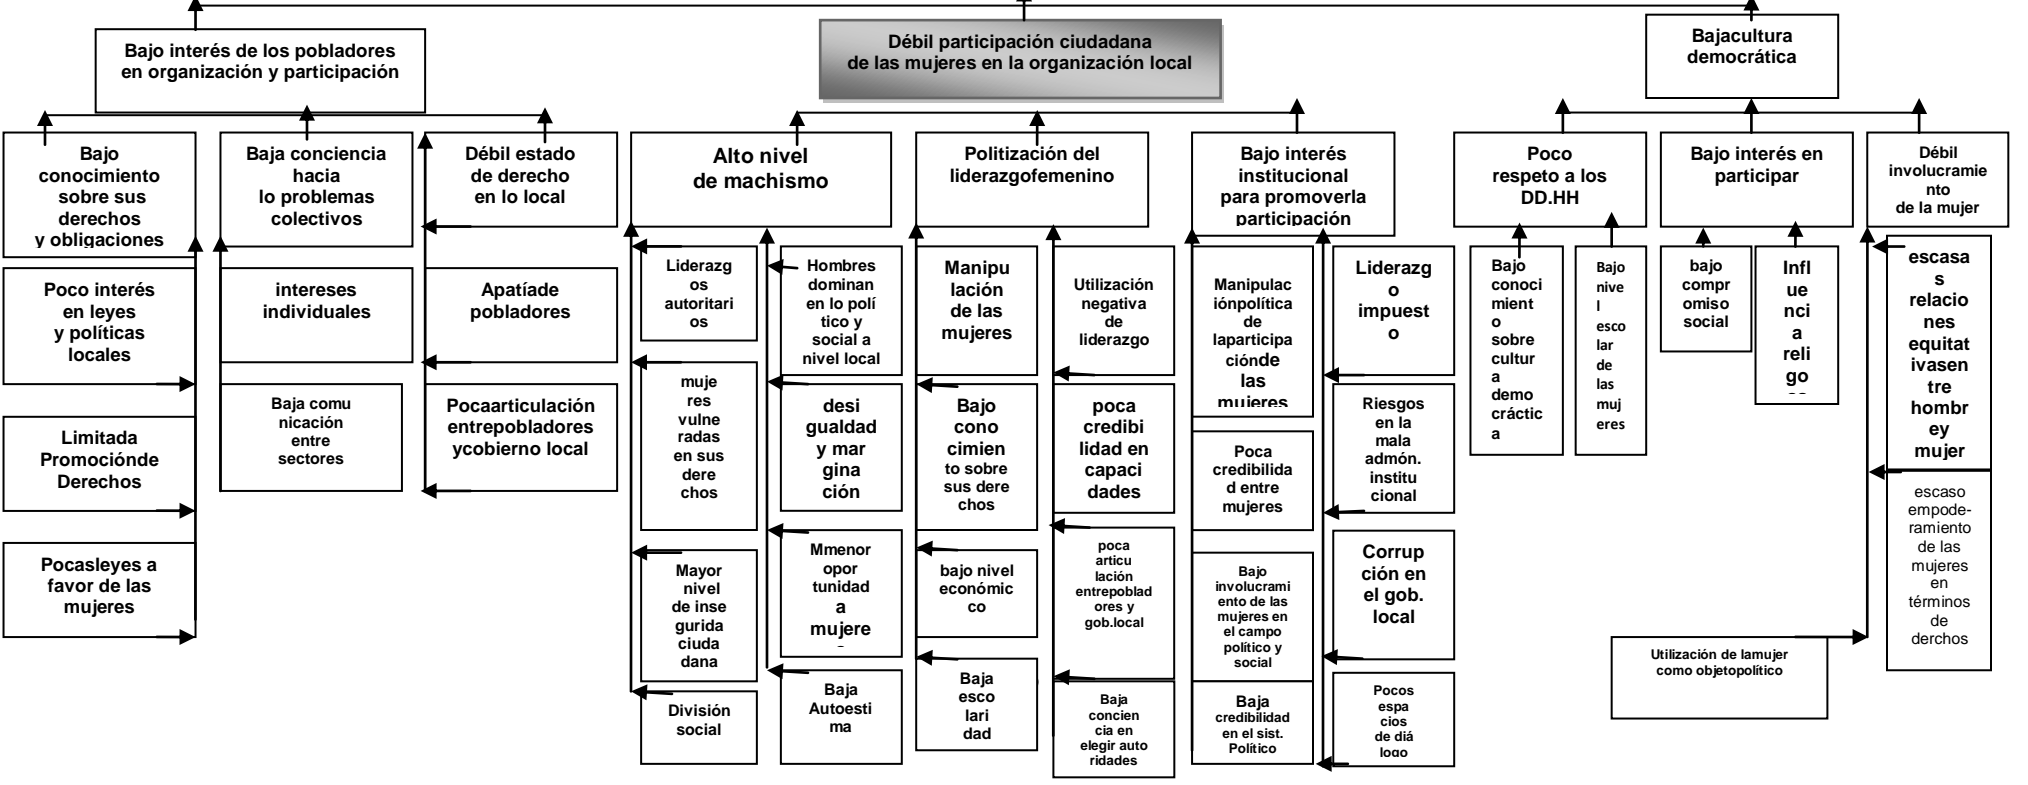 Bajo interés de los pobladores
en organización y participación
Débil participación ciudadana
de las mujeres en la organización local
Bajacultura
democrática
Bajo
conocimiento
sobre sus
derechos
y obligaciones
Baja conciencia
hacia
lo problemas
colectivos
Débil estado
de derecho
en lo local
Alto nivel
de machismo
Politización del
liderazgofemenino
Bajo interés
institucional
para promoverla
participación
Poco
respeto a los
DD.HH
Bajo interés en
participar
Débil
involucramie
nto
de la mujer
Poco interés
en leyes
y políticas
locales
Limitada
Promociónde
Derechos
Pocasleyes a
favor de las
mujeres
intereses
individuales
Baja comu
nicación
entre
sectores
Apatíade
pobladores
Pocaarticulación
entrepobladores
ycobierno local
Liderazg
os
autoritari
os
muje
res
vulne
radas
en sus
dere
chos
Mayor
nivel
de inse
gurida
ciuda
dana
División
social
Hombres
dominan
en lo polí
tico y
social a
nivel local
desi
gualdad
y mar
gina
ción
Mmenor
opor
tunidad
a
mujere
Baja
Autoesti
ma
Manipu
lación
de las
mujeres
Bajo
cono
cimien
to sobre
sus dere
chos
bajo nivel
económic
co
Baja
esco
lari
dad
Utilización
negativa
de
liderazgo
poca
credibi
lidad en
capaci
dades
poca
articu
lación
entrepoblad
ores y
gob.local
Baja
concien
cia en
elegir auto
ridades
Manipulac
iónpolítica
de
laparticipa
ciónde
las
mujeres
Poca
credibilida
d entre
mujeres
Bajo
involucrami
ento de las
mujeres en
el campo
político y
social
Baja
credibilidad
en el sist.
Político
Liderazg
o
impuest
o
Riesgos
en la
mala
admón.
institu
cional
Corrup
ción en
el gob.
local
Pocos
espa
cios
de diá
logo
Bajo
conoci
mient
o
sobre
cultur
a
demo
cráctic
a
Bajo
nive
l
esco
lar
de
las
muj
eres
bajo
compr
omiso
social
Infl
ue
nci
a
reli
go
escasa
s
relacio
nes
equitat
ivasen
tre
hombr
ey
mujer
escaso
empode-
ramiento
de las
mujeres
en
términos
de
derchos
Utilización de lamujer
como objetopolítico